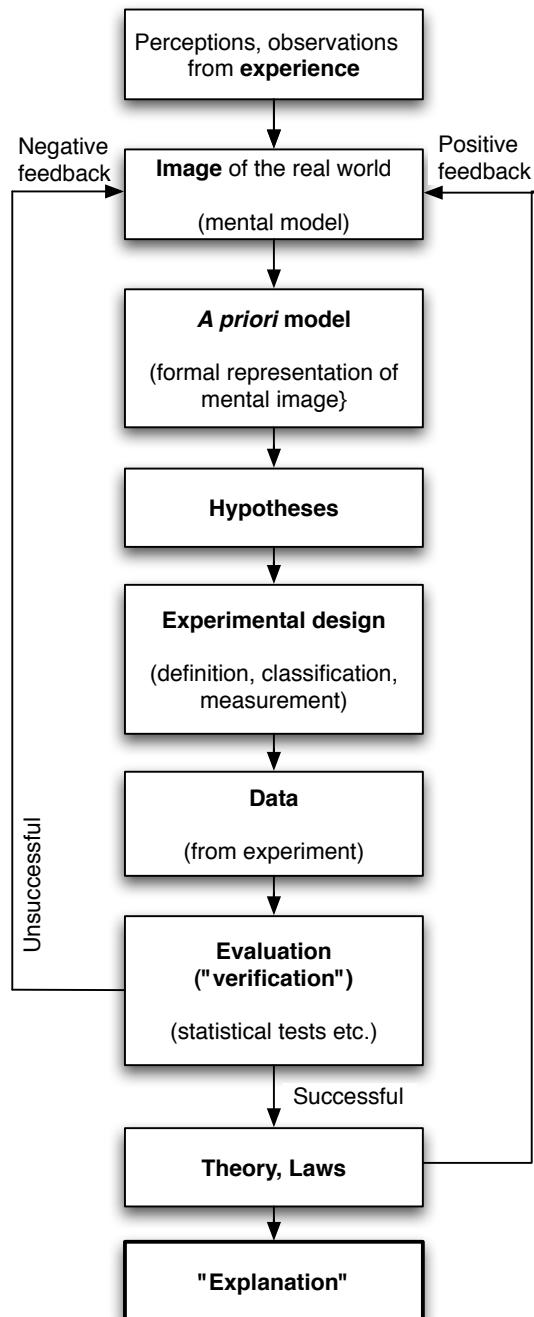 Perceptions, observations
from experience
Negative
feedback
Positive
feedback
Image of the real world
(mental model)
A priori model
(formal representation of
mental image}
Hypotheses
Experimental design
(definition, classification,
measurement)
Data
(from experiment)
Unsuccessful
Evaluation
("verification")
(statistical tests etc.)
Successful
Theory, Laws
"Explanation"